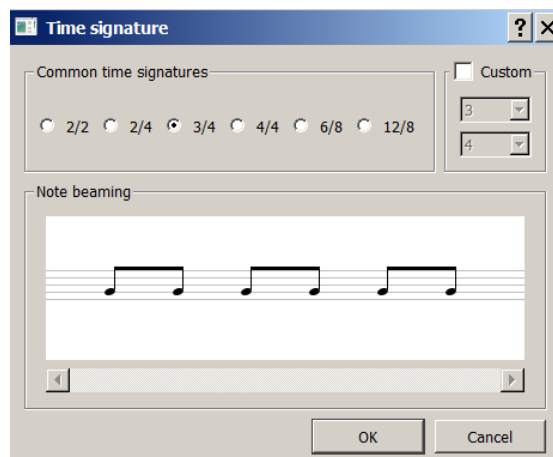 Time signature
Common time signatures
Custom
2/2 2/4 3/4 4/4 6/8 12/8
3
4
Note beaming
OK Cancel